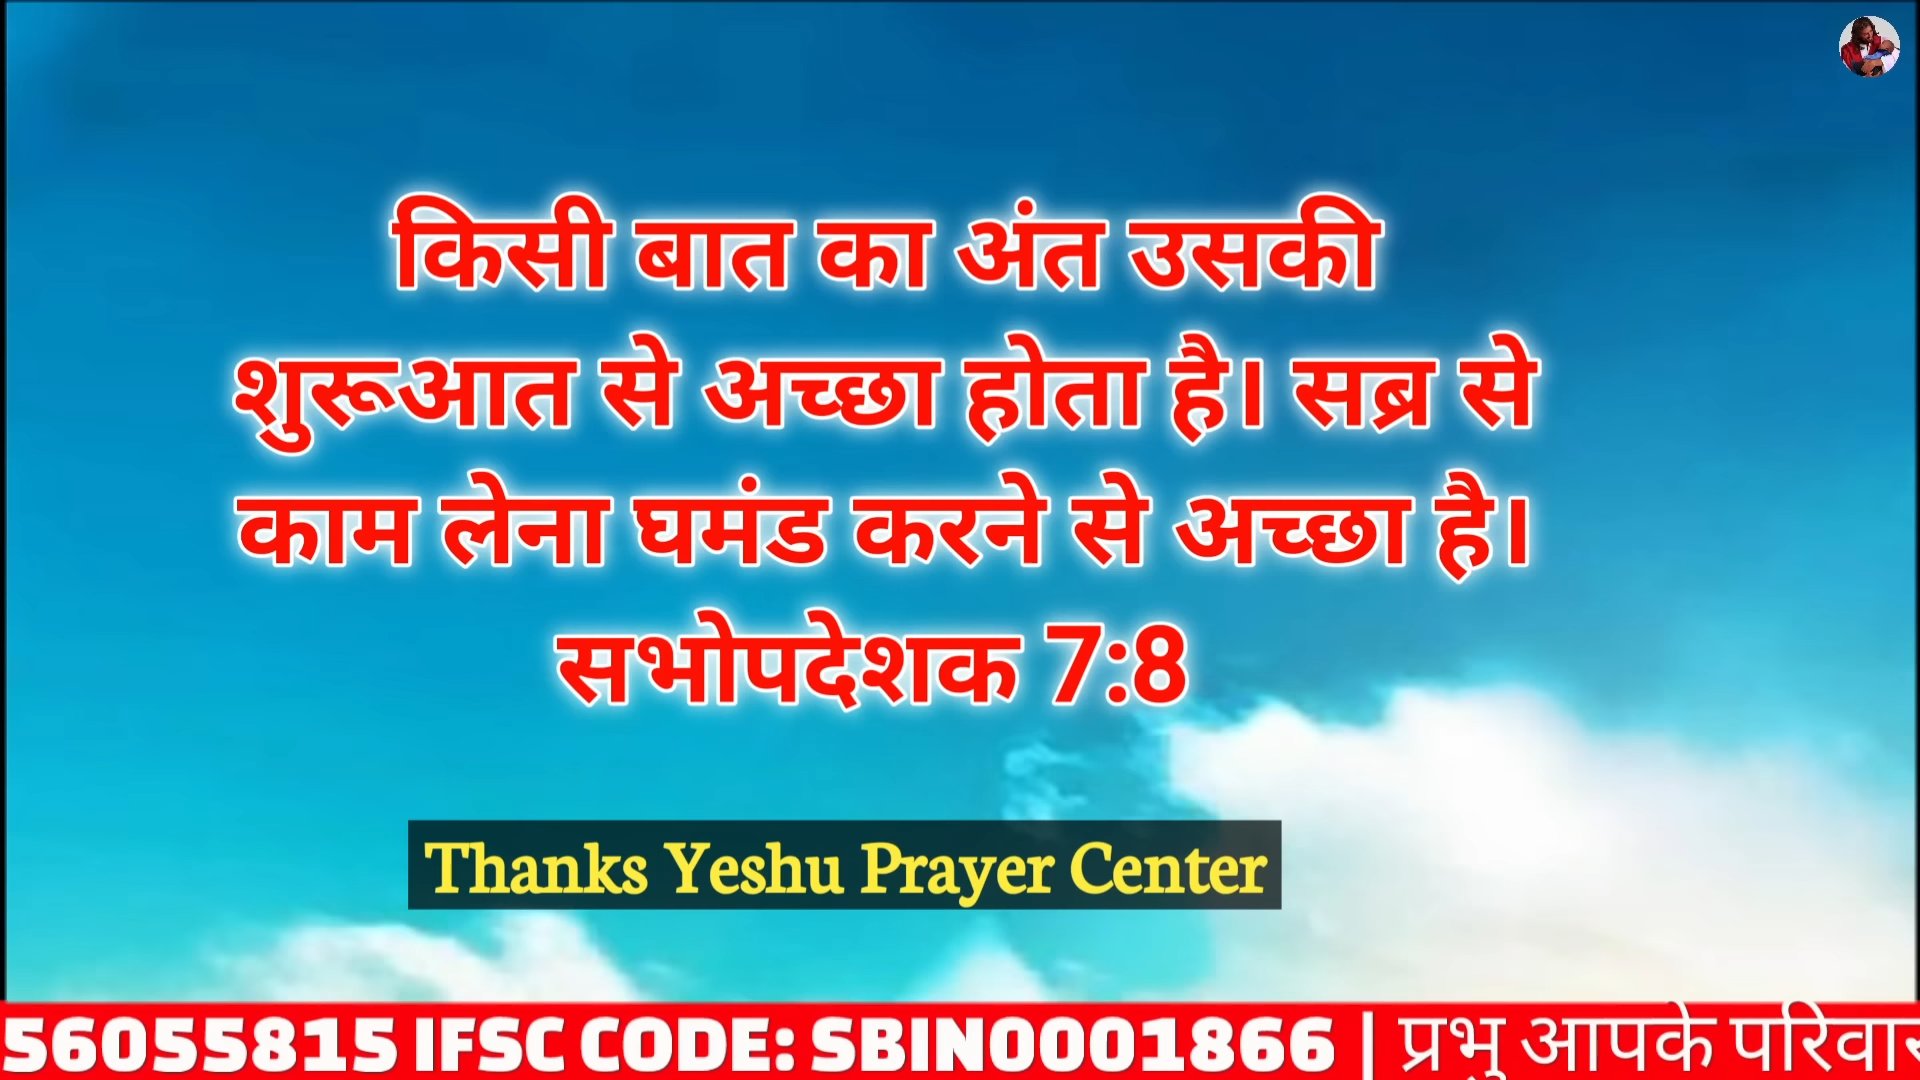 किसी बात का अंत उसकी
शुरूआत से अच्छा होता है। सब्र से
काम लेना घमंड करने से अच्छा है।
सभोपदेशक 7:8
Thanks Yeshu Prayer Center
56055815 IFSC CODE: SBIN0001866 | प्रभु आपके